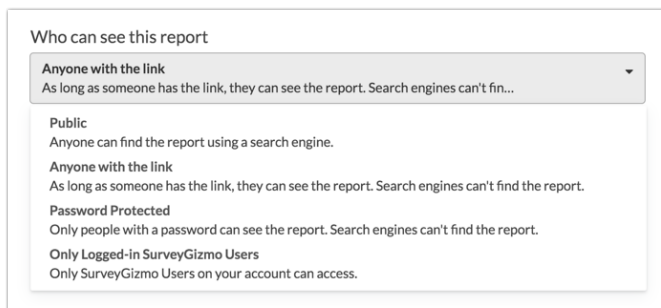 Who can see this report
Anyone with the link
As long as someone has the link, they can see the report. Search engines can't fin...
Public
Anyone can find the report using a search engine.
Anyone with the link
As long as someone has the link, they can see the report. Search engines can't find the report.
Password Protected
Only people with a password can see the report. Search engines can't find the report.
Only Logged-in SurveyGizmo Users
Only SurveyGizmo Users on your account can access.